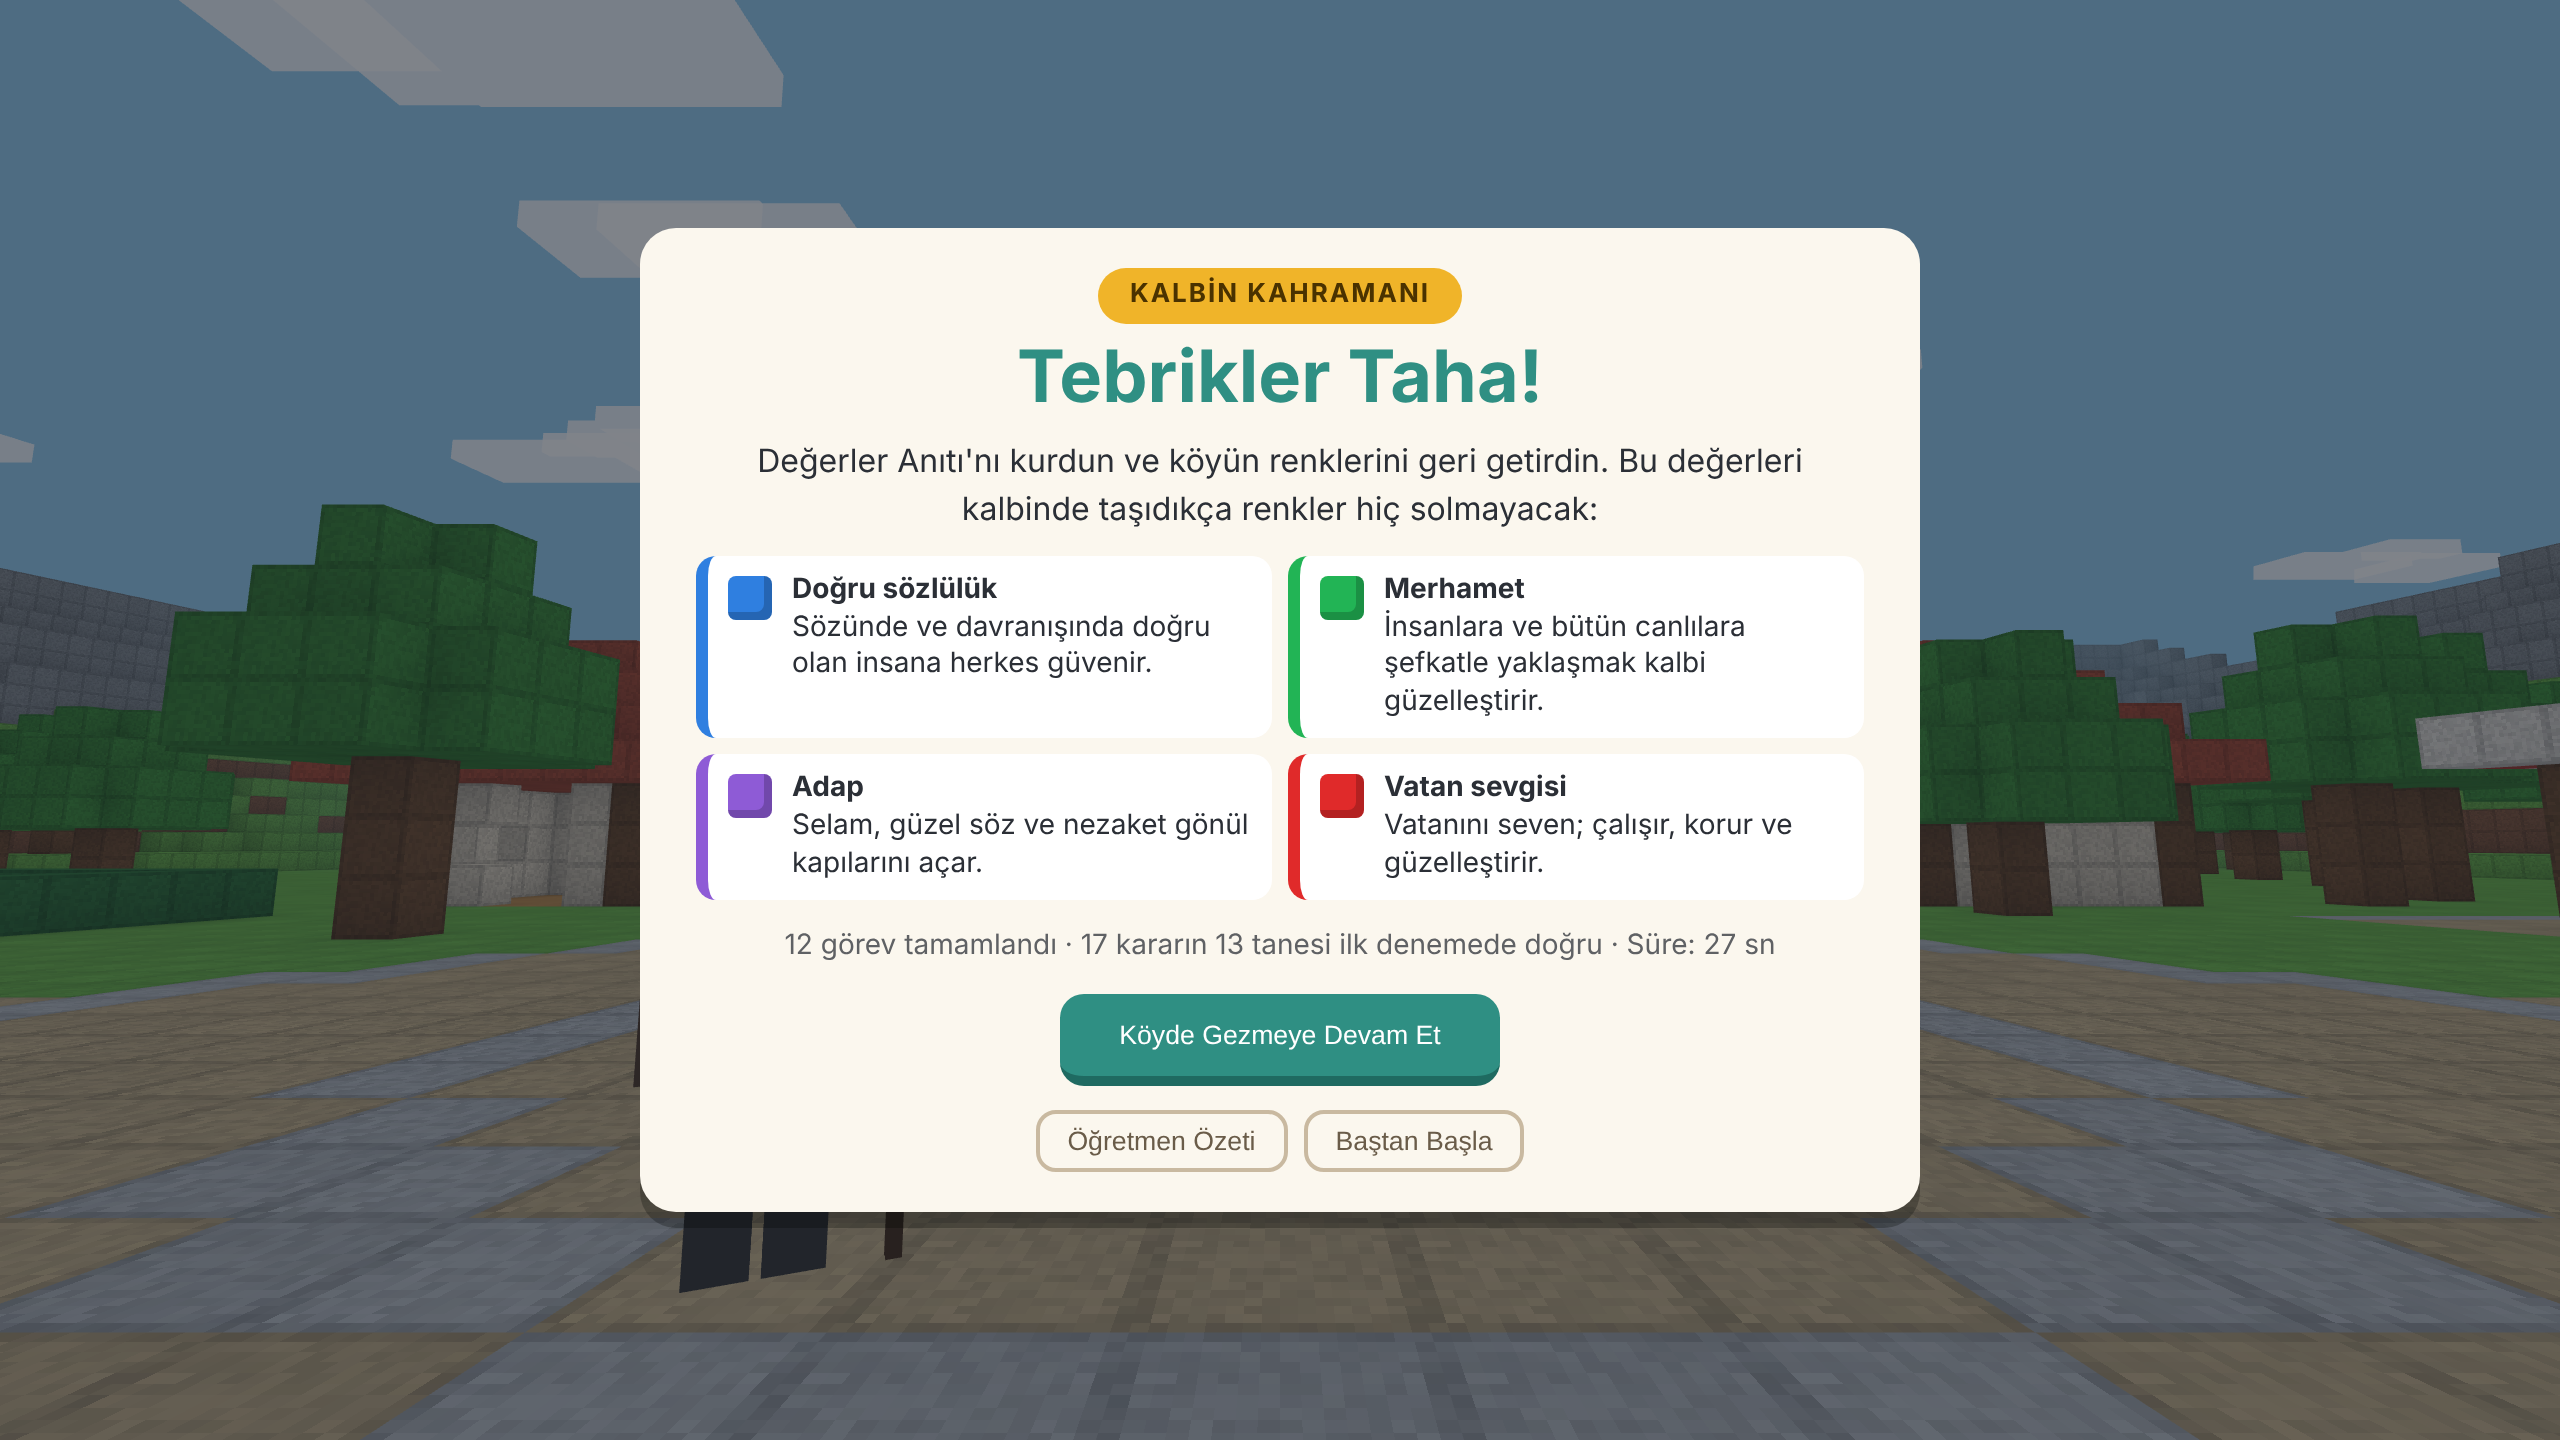 KALBİN KAHRAMANI
Tebrikler Taha!
Değerler Anıtı'nı kurdun ve köyün renklerini geri getirdin. Bu değerleri
kalbinde taşıdıkça renkler hiç solmayacak:
Doğru sözlülük
Sözünde ve davranışında doğru
olan insana herkes güvenir.
Merhamet
İnsanlara ve bütün canlılara
şefkatle yaklaşmak kalbi
güzelleştirir.
Adap
Selam, güzel söz ve nezaket gönül
kapılarını açar.
Vatan sevgisi
Vatanını seven; çalışır, korur ve
güzelleştirir.
12 görev tamamlandı · 17 kararın 13 tanesi ilk denemede doğru · Süre: 27 sn
Köyde Gezmeye Devam Et
Öğretmen Özeti
Baştan Başla